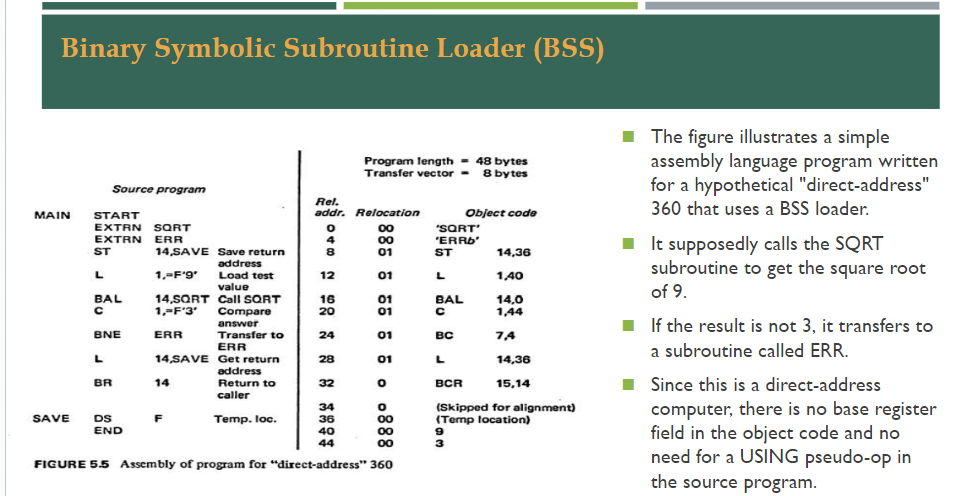 Binary Symbolic Subroutine Loader (BSS)
Program length = 48 bytes
Transfer vector = 8 bytes
Source program
Rel.
addr. Relocation Object code
MAIN START 0 00 'SQRT'
EXTRN SQRT 4 00 'ERRb'
EXTRN ERR
ST 14,SAVE Save return 8 01 ST 14,36
address
L 1,=F'9' Load test 12 01 L 1,40
value
BAL 14,SQRT Call SQRT 16 01 BAL 14,0
C 1,=F'3' Compare 20 01 C 1,44
answer
BNE ERR Transfer to 24 01 BC 7,4
ERR
L 14,SAVE Get return 28 01 L 14,36
address
BR 14 Return to 32 0 BCR 15,14
caller
34 0 (Skipped for alignment)
SAVE DS F Temp. loc. 36 00 (Temp location)
END 40 00 9
44 00 3
FIGURE 5.5 Assembly of program for "direct-address" 360
The figure illustrates a simple
assembly language program written
for a hypothetical "direct-address"
360 that uses a BSS loader.
It supposedly calls the SQRT
subroutine to get the square root
of 9.
If the result is not 3, it transfers to
a subroutine called ERR.
Since this is a direct-address
computer, there is no base register
field in the object code and no
need for a USING pseudo-op in
the source program.